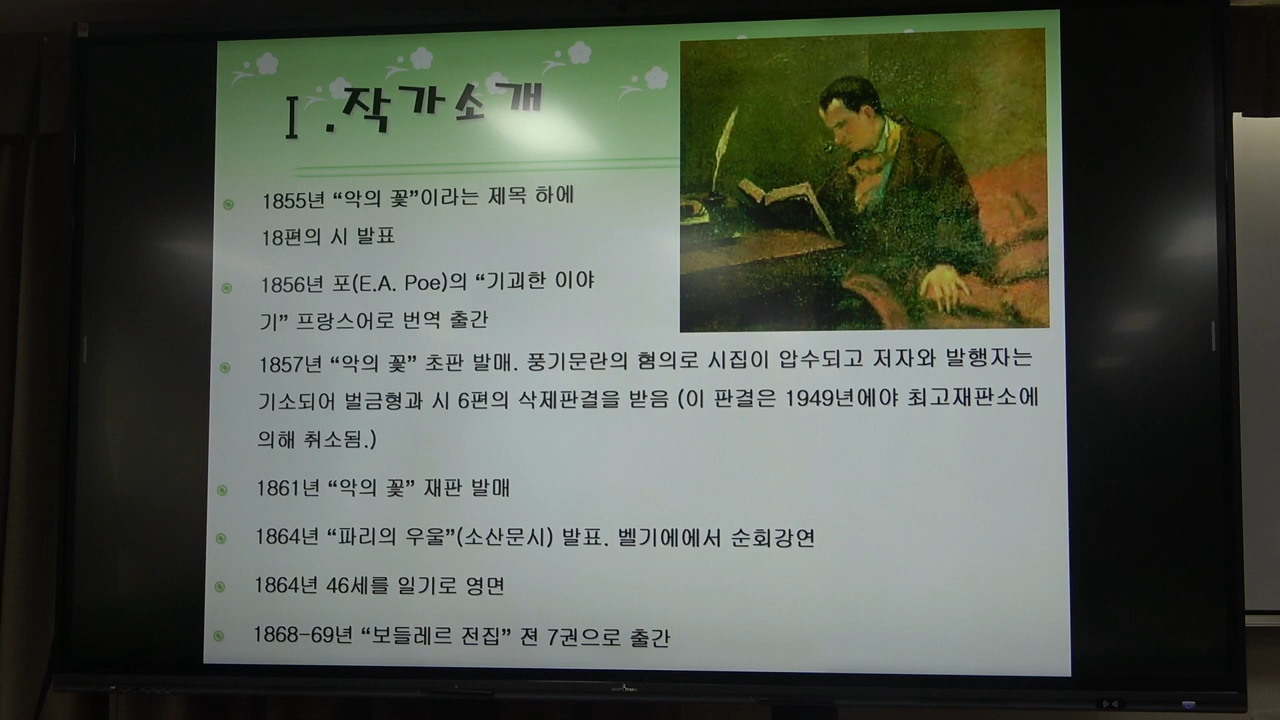 Ⅰ.작가소개
1855년 “악의 꽃”이라는 제목 하에
18편의 시 발표
1856년 포(E.A. Poe)의 “기괴한 이야
기” 프랑스어로 번역 출간
1857년 “악의 꽃” 초판 발매. 풍기문란의 혐의로 시집이 압수되고 저자와 발행자는
기소되어 벌금형과 시 6편의 삭제판결을 받음 (이 판결은 1949년에야 최고재판소에
의해 취소됨.)
1861년 “악의 꽃” 재판 발매
1864년 “파리의 우울”(소산문시) 발표. 벨기에에서 순회강연
1864년 46세를 일기로 영면
1868-69년 “보들레르 전집” 젼 7권으로 출간